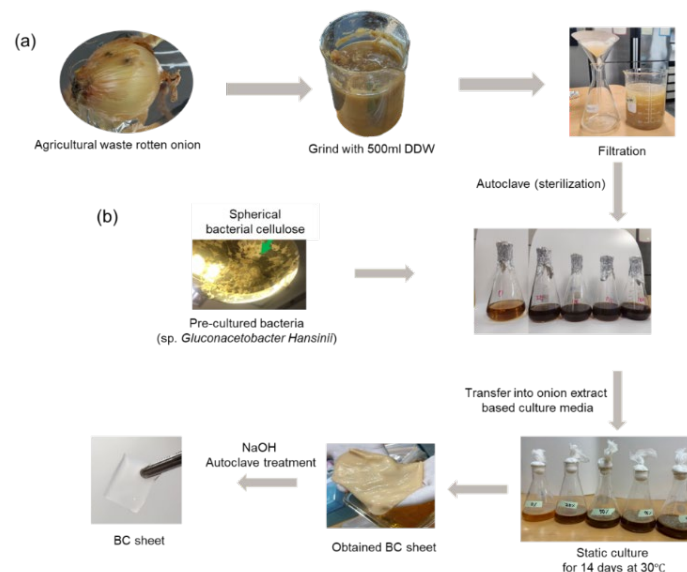 (a)
Agricultural waste rotten onion
Grind with 500ml DDW
Filtration
Autoclave (sterilization)
(b)
Spherical
bacterial cellulose
Pre-cultured bacteria
(sp. Gluconacetobacter Hansinii)
Transfer into onion extract
based culture media
NaOH
Autoclave treatment
BC sheet
Obtained BC sheet
Static culture
for 14 days at 30℃